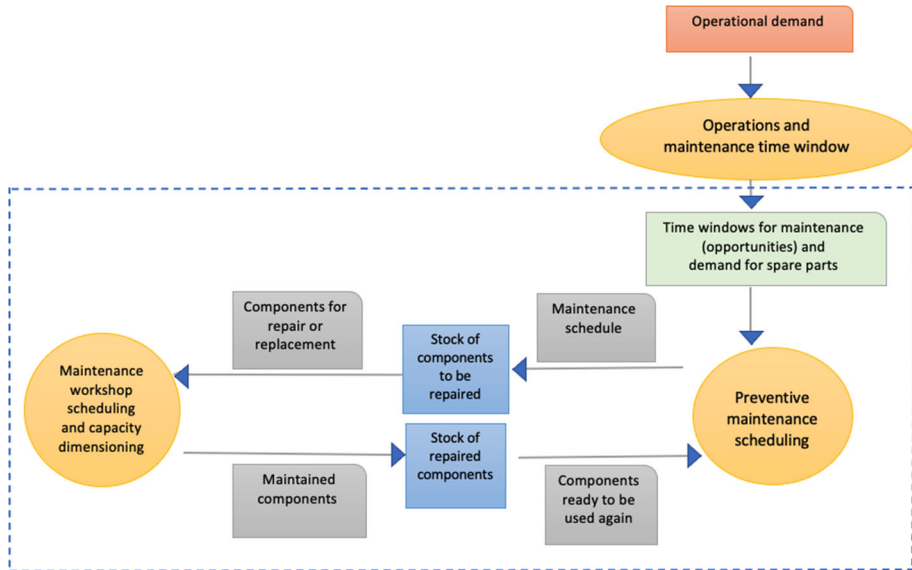 Operational demand
Operations and
maintenance time window
Time windows for maintenance
(opportunities) and
demand for spare parts
Components for
repair or
replacement
Maintenance
schedule
Stock of
components
to be
repaired
Maintenance
workshop
scheduling
and capacity
dimensioning
Preventive
maintenance
scheduling
Stock of
repaired
components
Maintained
components
Components
ready to be
used again